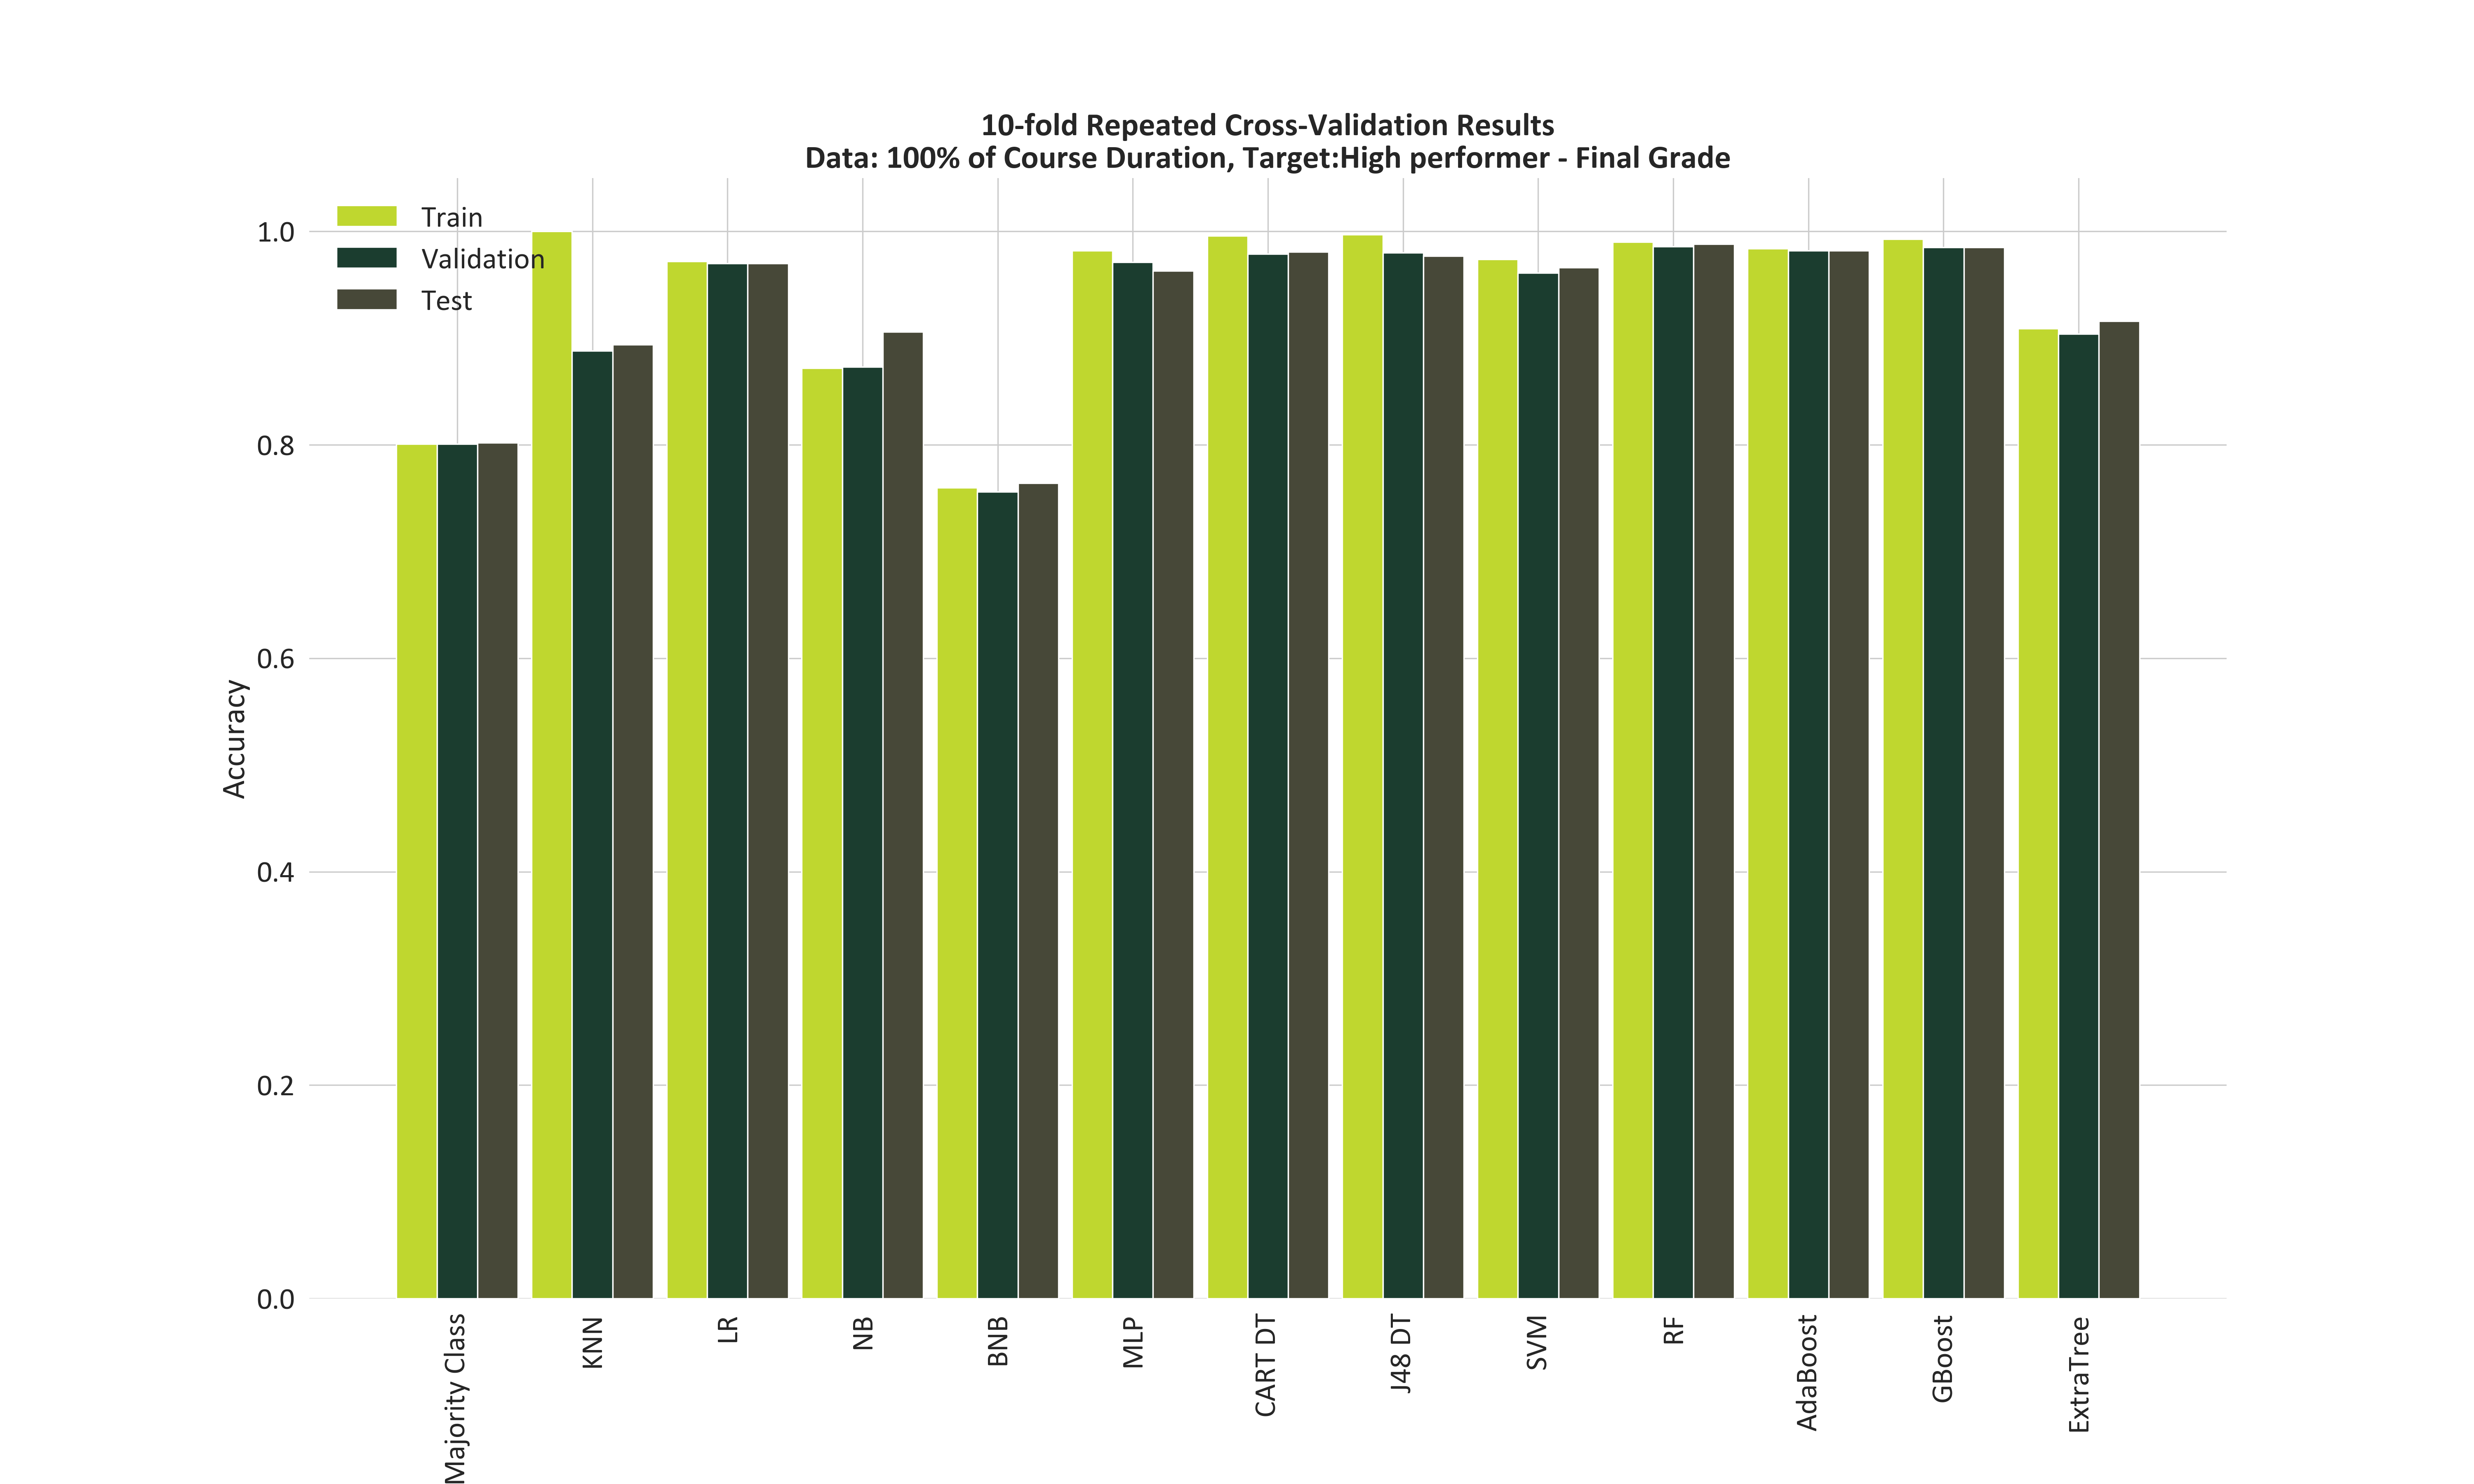 10-fold Repeated Cross-Validation Results
Data: 100% of Course Duration, Target:High performer - Final Grade
Train
Validation
Test
1.0
0.8
0.6
0.4
0.2
0.0
Accuracy
Majority Class
KNN
LR
NB
BNB
MLP
CART DT
J48 DT
SVM
RF
AdaBoost
GBoost
ExtraTree